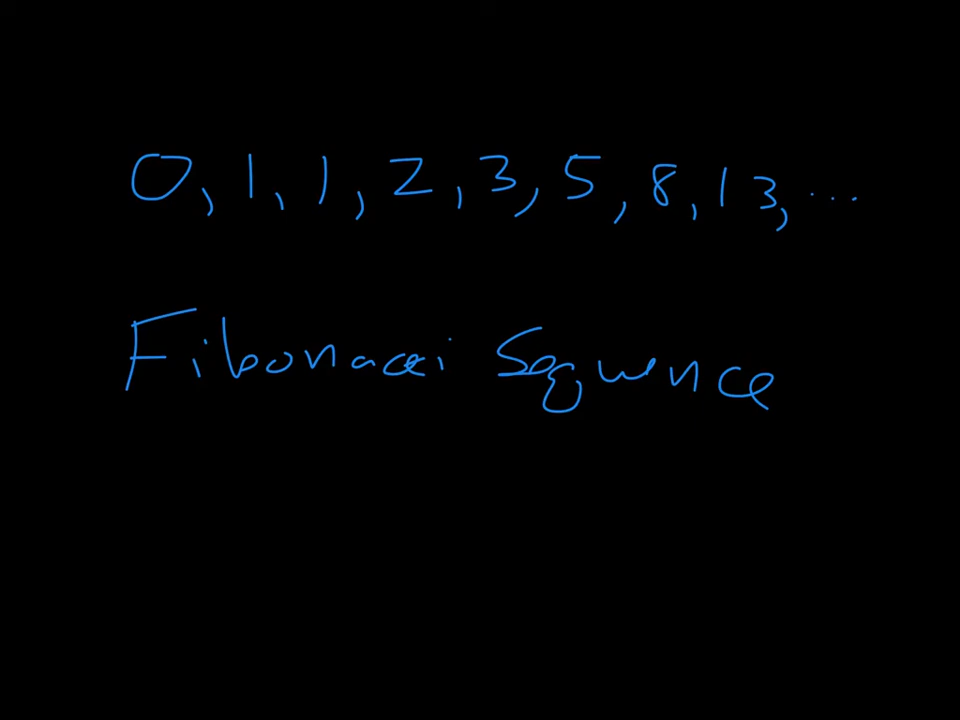 0, 1, 1, 2, 3, 5, 8, 13, ...
Fibonacci Sequence